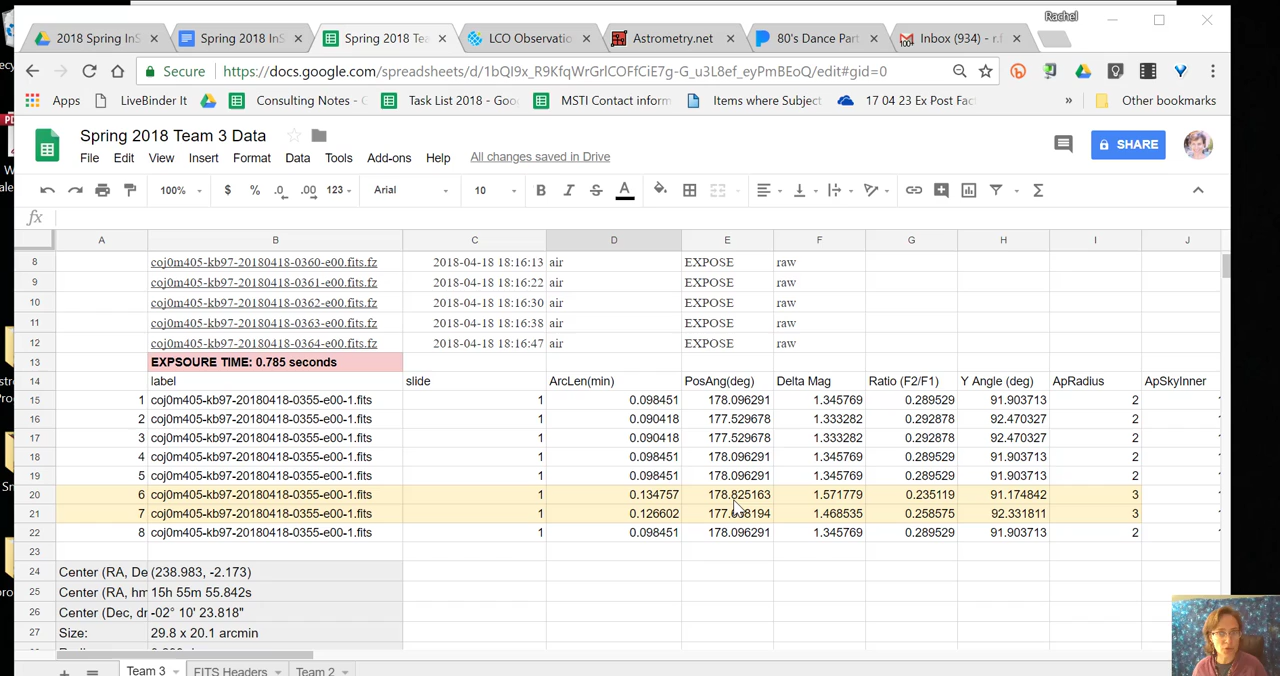 Rachel
2018 Spring InS
Spring 2018 InS
Spring 2018 Te
LCO Observatio
Astrometry.net
80's Dance Part
Inbox (934) - r.f
Secure https://docs.google.com/spreadsheets/d/1bQI9x_R9KfqWrGrlCOFfCiE7g-G_u3L8ef_eyPmBEoQ/edit#gid=0
Apps LiveBinder It Consulting Notes - Task List 2018 - Goo MSTI Contact inform Items where Subject 17 04 23 Ex Post Fac » Other bookmarks
Spring 2018 Team 3 Data
SHARE
File Edit View Insert Format Data Tools Add-ons Help All changes saved in Drive
100% $ % .0 .00 123 Arial 10 B I S A
fx
A B C D E F G H I J
8 coj0m405-kb97-20180418-0360-e00.fits.fz 2018-04-18 18:16:13 air EXPOSE raw
9 coj0m405-kb97-20180418-0361-e00.fits.fz 2018-04-18 18:16:22 air EXPOSE raw
10 coj0m405-kb97-20180418-0362-e00.fits.fz 2018-04-18 18:16:30 air EXPOSE raw
11 coj0m405-kb97-20180418-0363-e00.fits.fz 2018-04-18 18:16:38 air EXPOSE raw
12 coj0m405-kb97-20180418-0364-e00.fits.fz 2018-04-18 18:16:47 air EXPOSE raw
13 EXPSOURE TIME: 0.785 seconds
14 label slide ArcLen(min) PosAng(deg) Delta Mag Ratio (F2/F1) Y Angle (deg) ApRadius ApSkyInner
15 1 coj0m405-kb97-20180418-0355-e00-1.fits 1 0.098451 178.096291 1.345769 0.289529 91.903713 2
16 2 coj0m405-kb97-20180418-0355-e00-1.fits 1 0.090418 177.529678 1.333282 0.292878 92.470327 2
17 3 coj0m405-kb97-20180418-0355-e00-1.fits 1 0.090418 177.529678 1.333282 0.292878 92.470327 2
18 4 coj0m405-kb97-20180418-0355-e00-1.fits 1 0.098451 178.096291 1.345769 0.289529 91.903713 2
19 5 coj0m405-kb97-20180418-0355-e00-1.fits 1 0.098451 178.096291 1.345769 0.289529 91.903713 2
20 6 coj0m405-kb97-20180418-0355-e00-1.fits 1 0.134757 178.825163 1.571779 0.235119 91.174842 3
21 7 coj0m405-kb97-20180418-0355-e00-1.fits 1 0.126602 1.468535 0.258575 92.331811 3
22 8 coj0m405-kb97-20180418-0355-e00-1.fits 1 0.098451 178.096291 1.345769 0.289529 91.903713 2
23
24 Center (RA, De (238.983, -2.173)
25 Center (RA, hm 15h 55m 55.842s
26 Center (Dec, dr -02° 10' 23.818"
27 Size: 29.8 x 20.1 arcmin
Team 3 FITS Headers Team 2